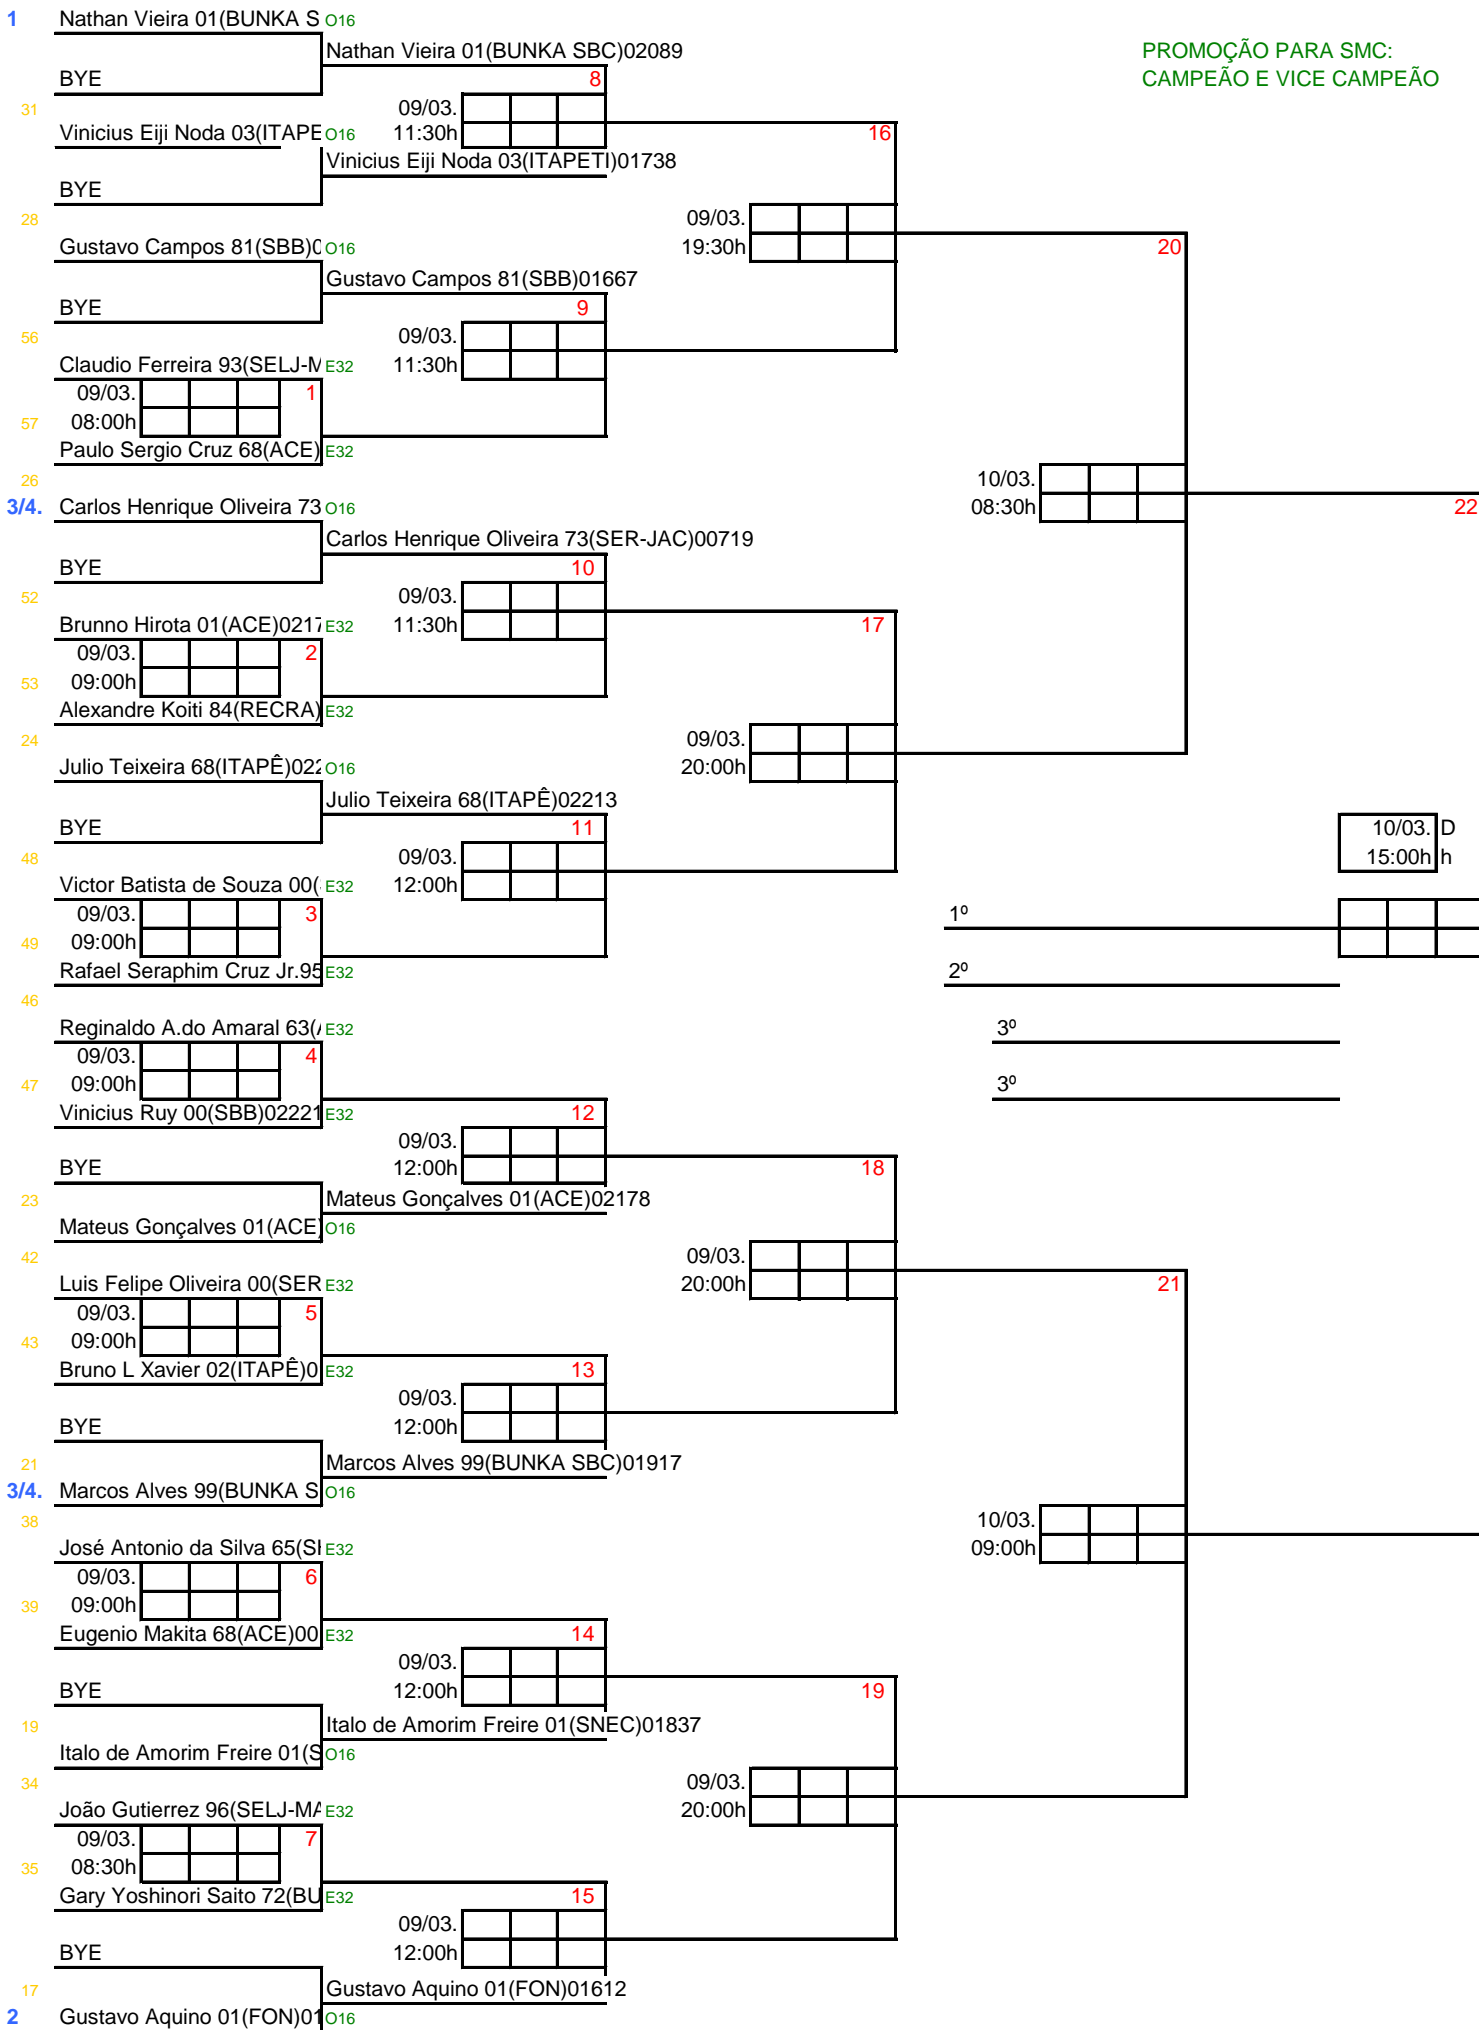 1 Nathan Vieira 01(BUNKA S O16
Nathan Vieira 01(BUNKA SBC)02089
PROMOÇÃO PARA SMC:
CAMPEÃO E VICE CAMPEÃO
BYE 8
31 09/03.
Vinicius Eiji Noda 03(ITAPE O16 11:30h 16
Vinicius Eiji Noda 03(ITAPETI)01738
BYE
28 09/03.
Gustavo Campos 81(SBB)0 O16 19:30h 20
Gustavo Campos 81(SBB)01667
BYE 9
56 09/03.
Claudio Ferreira 93(SELJ-M E32 11:30h
09/03. 1
57 08:00h
Paulo Sergio Cruz 68(ACE) E32
26 10/03.
3/4. Carlos Henrique Oliveira 73 O16 08:30h 22
Carlos Henrique Oliveira 73(SER-JAC)00719
BYE 10
52 09/03.
Brunno Hirota 01(ACE)0217 E32 11:30h 17
09/03. 2
53 09:00h
Alexandre Koiti 84(RECRA) E32
24 09/03.
Julio Teixeira 68(ITAPÊ)022 O16 20:00h
Julio Teixeira 68(ITAPÊ)02213
BYE 11 10/03. D
48 09/03. 15:00h h
Victor Batista de Souza 00( E32 12:00h
09/03. 3 1º
49 09:00h
Rafael Seraphim Cruz Jr.95 E32 2º
46
Reginaldo A.do Amaral 63( E32 3º
09/03. 4
47 09:00h 3º
Vinicius Ruy 00(SBB)02221 E32 12
09/03.
BYE 12:00h 18
23 Mateus Gonçalves 01(ACE)02178
Mateus Gonçalves 01(ACE) O16
42 09/03.
Luis Felipe Oliveira 00(SER E32 20:00h 21
09/03. 5
43 09:00h
Bruno L Xavier 02(ITAPÊ)0 E32 13
09/03.
BYE 12:00h
21 Marcos Alves 99(BUNKA SBC)01917
3/4. Marcos Alves 99(BUNKA S O16
38 10/03.
José Antonio da Silva 65(S E32 09:00h
09/03. 6
39 09:00h
Eugenio Makita 68(ACE)00 E32 14
09/03.
BYE 12:00h 19
19 Italo de Amorim Freire 01(SNEC)01837
Italo de Amorim Freire 01(S O16
34 09/03.
João Gutierrez 96(SELJ-MA E32 20:00h
09/03. 7
35 08:30h
Gary Yoshinori Saito 72(BU E32 15
09/03.
BYE 12:00h
17 Gustavo Aquino 01(FON)01612
2 Gustavo Aquino 01(FON)01 O16